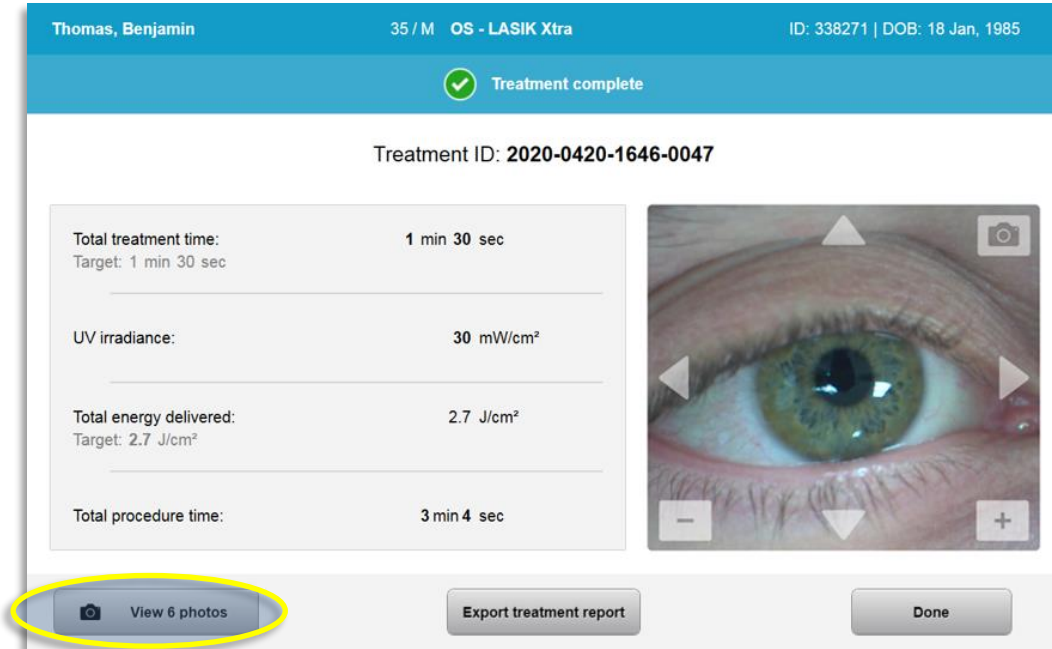 Thomas, Benjamin 35 / M OS - LASIK Xtra ID: 338271 | DOB: 18 Jan, 1985
Treatment complete
Treatment ID: 2020-0420-1646-0047
Total treatment time: 1 min 30 sec
Target: 1 min 30 sec
UV irradiance: 30 mW/cm²
Total energy delivered: 2.7 J/cm²
Target: 2.7 J/cm²
Total procedure time: 3 min 4 sec
View 6 photos Export treatment report Done